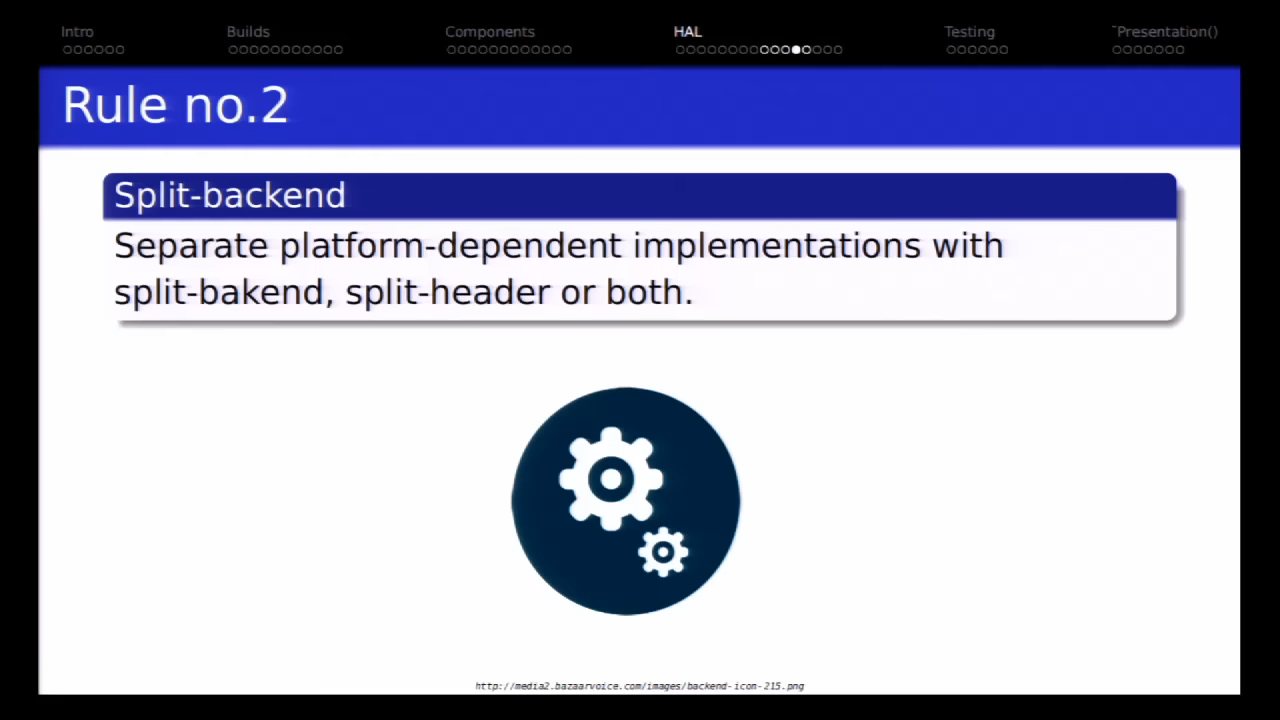 Intro Builds Components HAL Testing ~Presentation()
Rule no.2
Split-backend
Separate platform-dependent implementations with
split-bakend, split-header or both.
http://media2.bazaarvoice.com/images/backend-icon-215.png